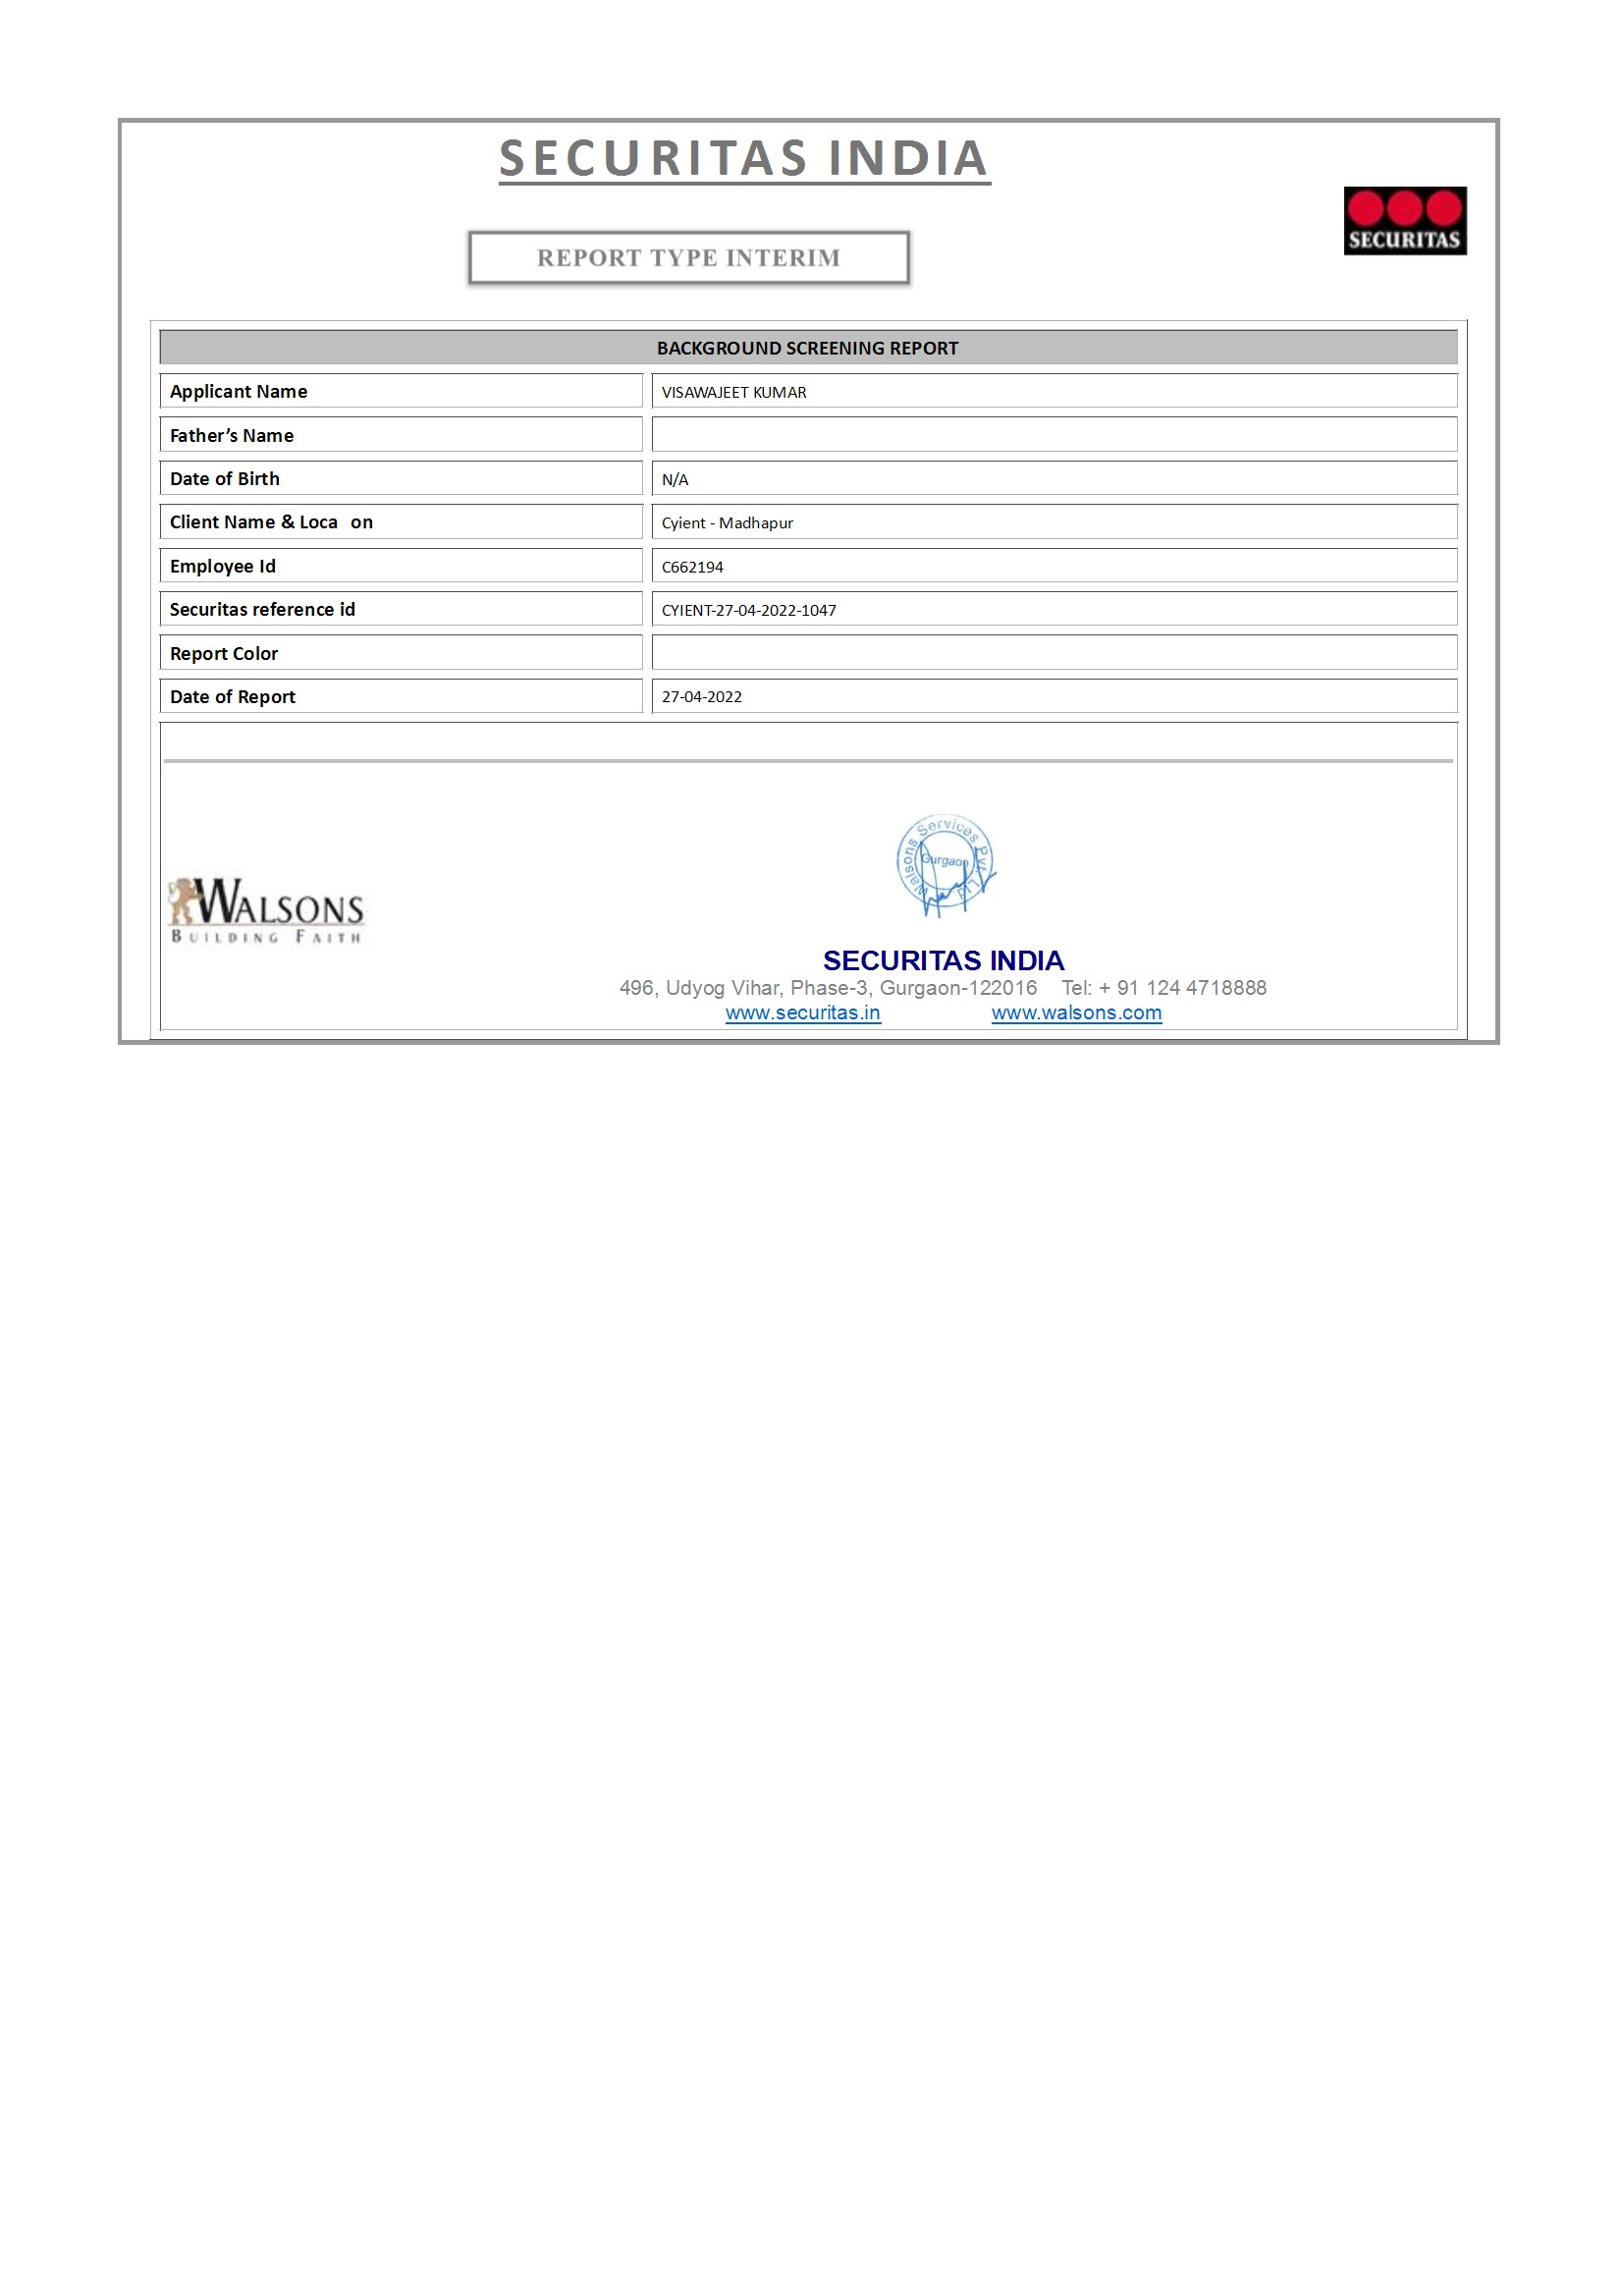 SECURITAS INDIA
SECURITAS
REPORT TYPE INTERIM
BACKGROUND SCREENING REPORT
Applicant Name VISAWAJEET KUMAR
Father’s Name
Date of Birth N/A
Client Name & Loca on Cyient - Madhapur
Employee Id C662194
Securitas reference id CYIENT-27-04-2022-1047
Report Color
Date of Report 27-04-2022
Walsons Services Pvt. Ltd
Gurgaon
WALSONS
BUILDING FAITH
SECURITAS INDIA
496, Udyog Vihar, Phase-3, Gurgaon-122016 Tel: + 91 124 4718888
www.securitas.in www.walsons.com